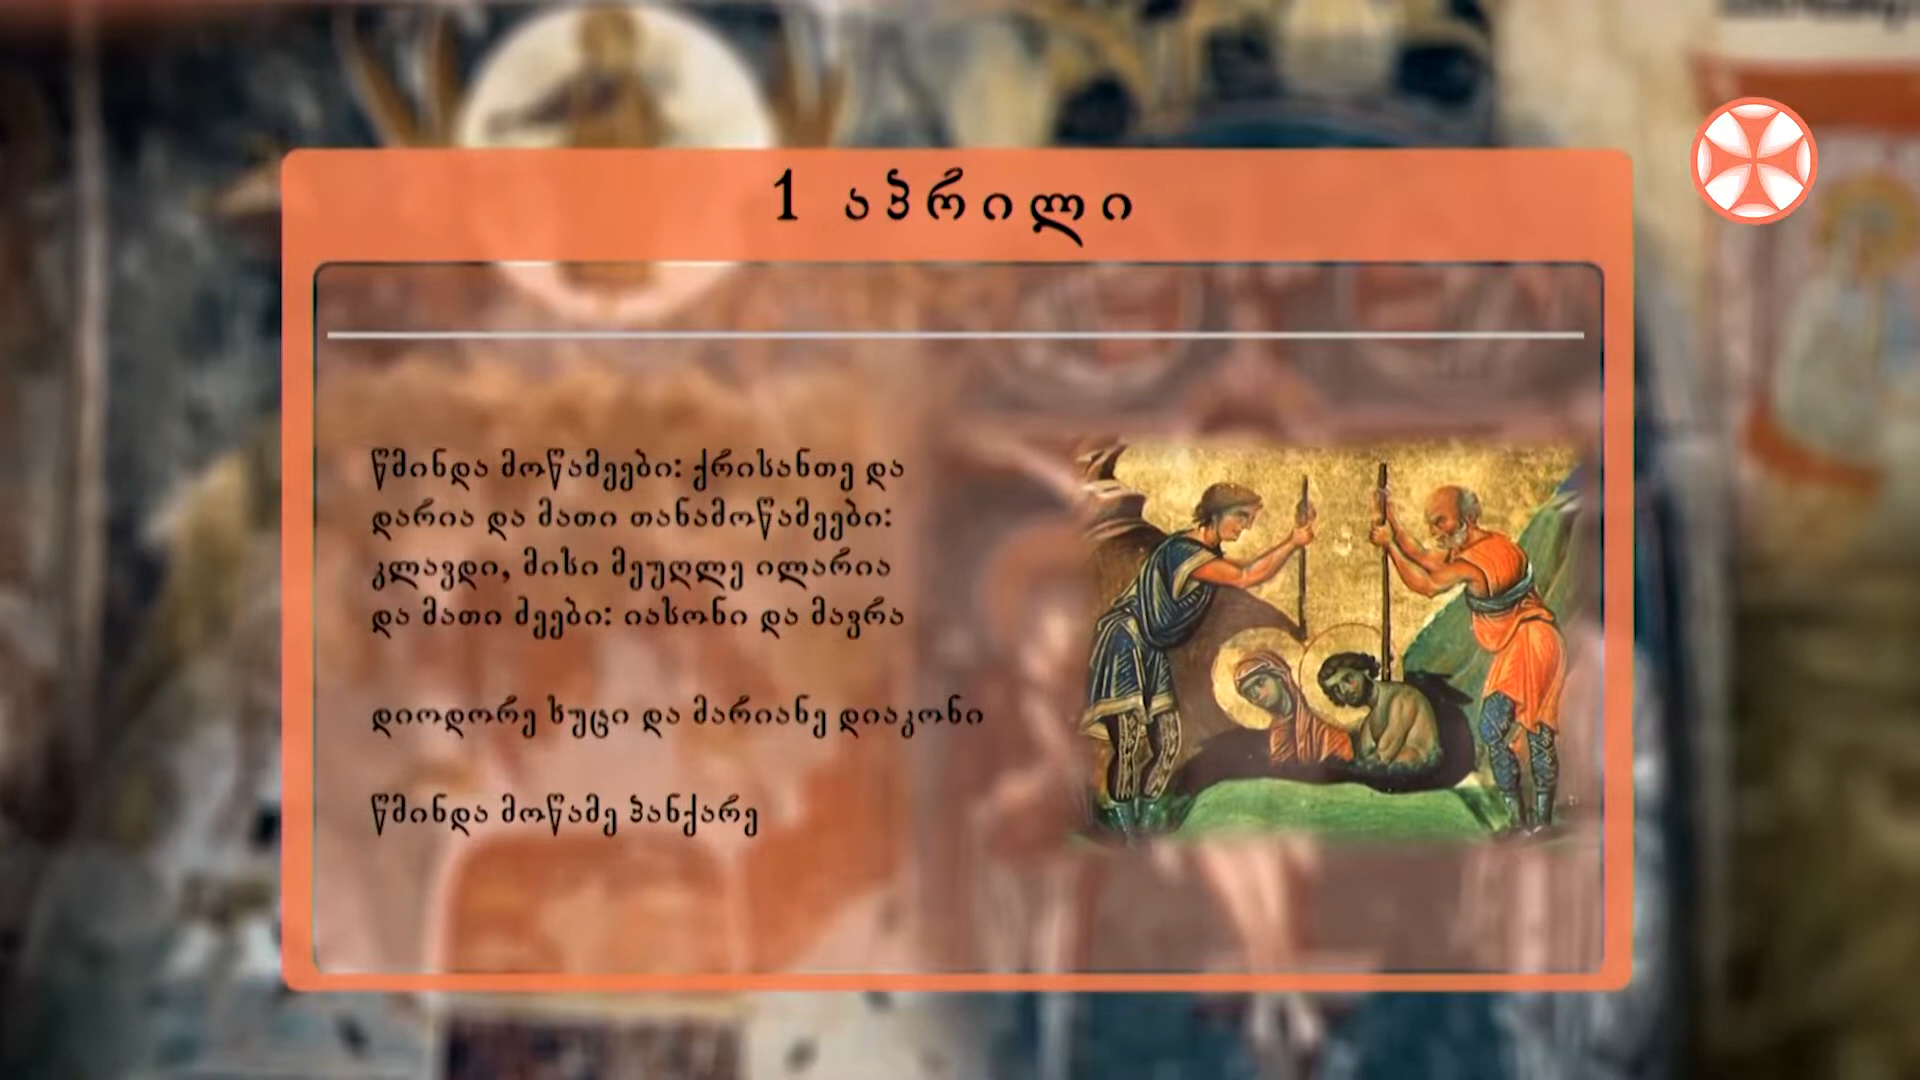 1 აპრილი
წმინდა მოწამეები: ქრისანთე და
დარია და მათი თანამოწამეები:
კლავდი, მისი მეუღლე ილარია
და მათი ძეები: იასონი და მავრა
დიოდორე ხუცი და მარიანე დიაკონი
წმინდა მოწამე პანქარე